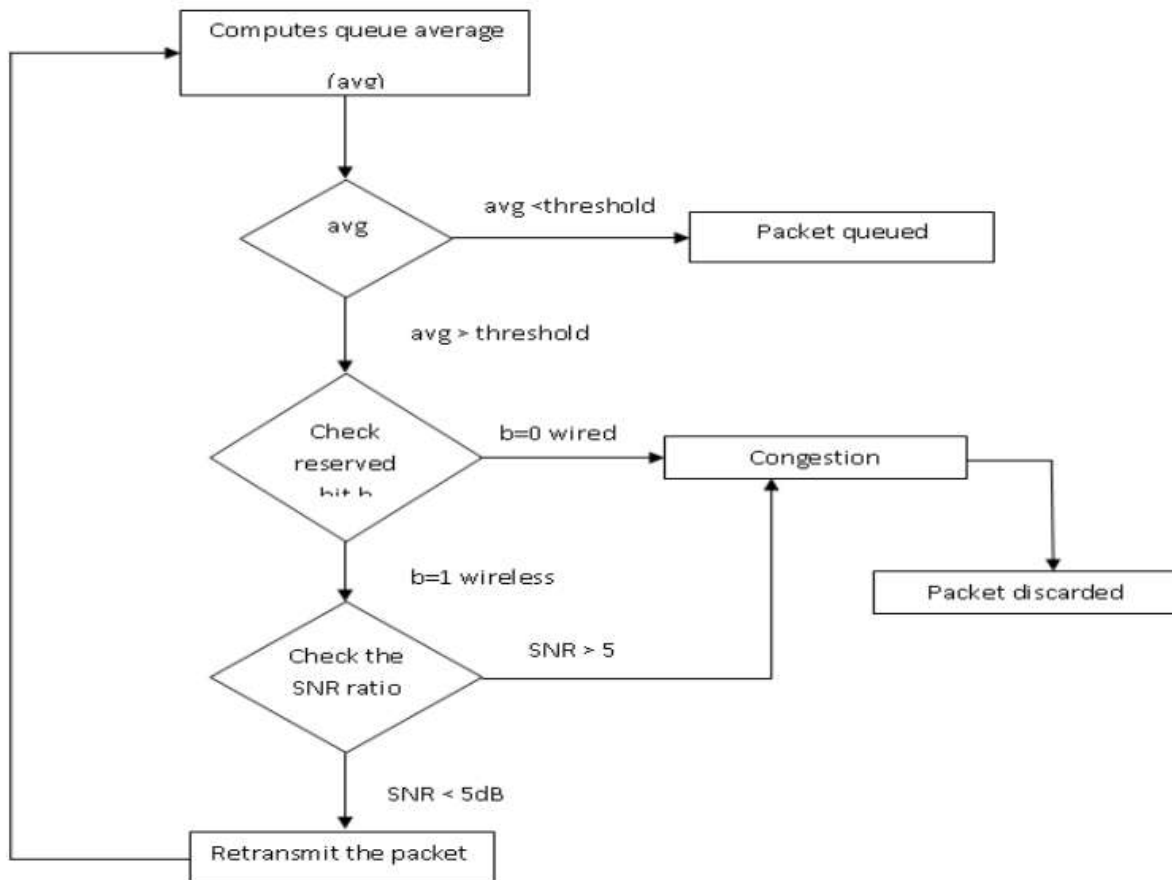 Computes queue average
(avg)
avg <threshold
avg
Packet queued
avg > threshold
Check
reserved
bit b
b=0 wired
Congestion
b=1 wireless
Packet discarded
Check the
SNR ratio
SNR > 5
SNR < 5dB
Retransmit the packet